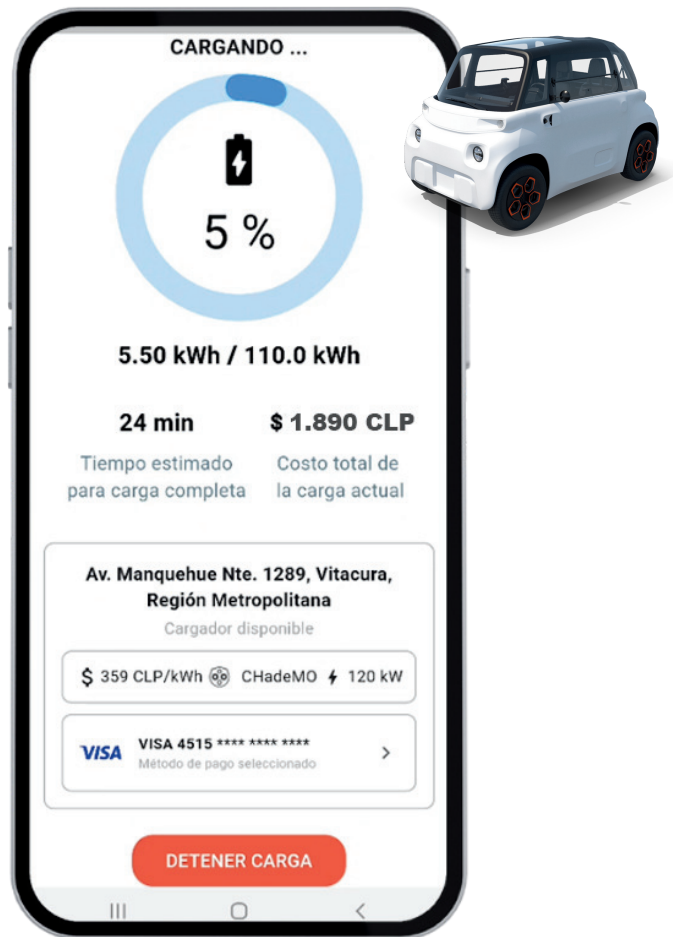 CARGANDO ...
5 %
5.50 kWh / 110.0 kWh
24 min
$ 1.890 CLP
Tiempo estimado
para carga completa
Costo total de
la carga actual
Av. Manquehue Nte. 1289, Vitacura,
Región Metropolitana
Cargador disponible
$ 359 CLP/kWh CHadeMO 120 kW
VISA
VISA 4515 **** **** ****
Método de pago seleccionado
DETENER CARGA